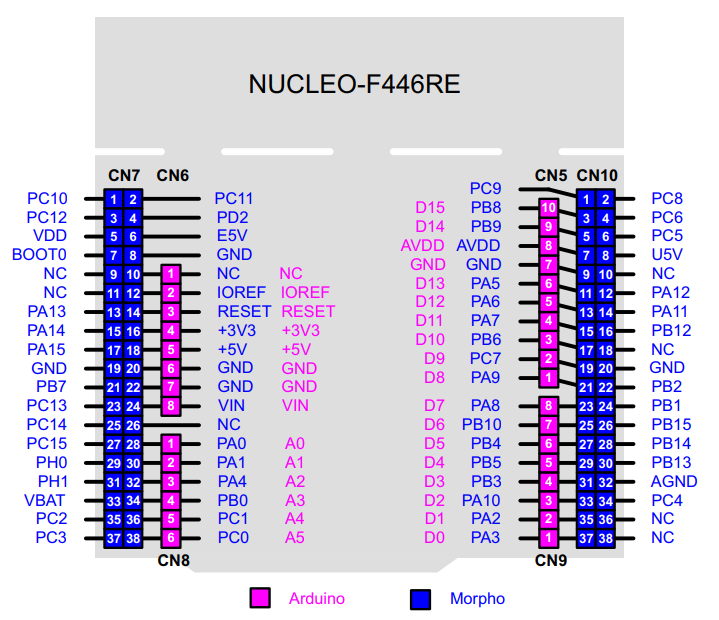 NUCLEO-F446RE
CN7 CN6 CN5 CN10
PC9
PC10 1 2 PC11 1 2 PC8
D15 PB8 10
PC12 3 4 PD2 3 4 PC6
D14 PB9 9
VDD 5 6 E5V 5 6 PC5
AVDD AVDD 8
BOOT0 7 8 GND 7 8 U5V
GND GND 7
NC 9 10 1 NC NC 9 10 NC
D13 PA5 6
NC 11 12 2 IOREF IOREF 11 12 PA12
D12 PA6 5
PA13 13 14 3 RESET RESET 13 14 PA11
D11 PA7 4
PA14 15 16 4 +3V3 +3V3 15 16 PB12
D10 PB6 3
PA15 17 18 5 +5V +5V 17 18 NC
D9 PC7 2
GND 19 20 6 GND GND 19 20 GND
D8 PA9 1
PB7 21 22 7 GND GND 21 22 PB2
PC13 23 24 8 VIN VIN D7 PA8 8 23 24 PB1
PC14 25 26 NC D6 PB10 7 25 26 PB15
PC15 27 28 1 PA0 A0 D5 PB4 6 27 28 PB14
PH0 29 30 2 PA1 A1 D4 PB5 5 29 30 PB13
PH1 31 32 3 PA4 A2 D3 PB3 4 31 32 AGND
VBAT 33 34 4 PB0 A3 D2 PA10 3 33 34 PC4
PC2 35 36 5 PC1 A4 D1 PA2 2 35 36 NC
PC3 37 38 6 PC0 A5 D0 PA3 1 37 38 NC
CN8 CN9
Arduino Morpho